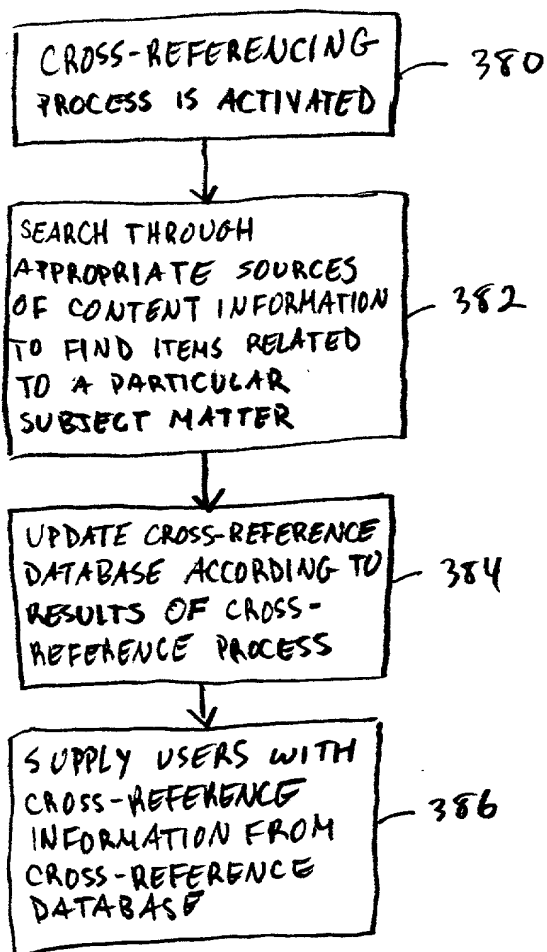 CROSS-REFERENCING
PROCESS IS ACTIVATED
380
SEARCH THROUGH
APPROPRIATE SOURCES
OF CONTENT INFORMATION
TO FIND ITEMS RELATED
TO A PARTICULAR
SUBJECT MATTER
382
UPDATE CROSS-REFERENCE
DATABASE ACCORDING TO
RESULTS OF CROSS-
REFERENCE PROCESS
384
SUPPLY USERS WITH
CROSS-REFERENCE
INFORMATION FROM
CROSS-REFERENCE
DATABASE
386